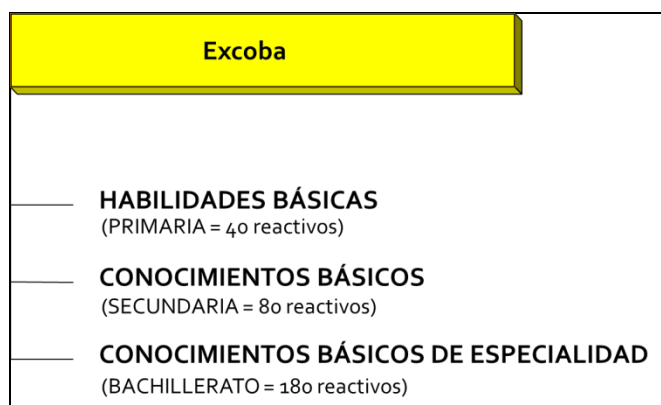 Excoba
HABILIDADES BÁSICAS
(PRIMARIA = 40 reactivos)
CONOCIMIENTOS BÁSICOS
(SECUNDARIA = 80 reactivos)
CONOCIMIENTOS BÁSICOS DE ESPECIALIDAD
(BACHILLERATO = 180 reactivos)